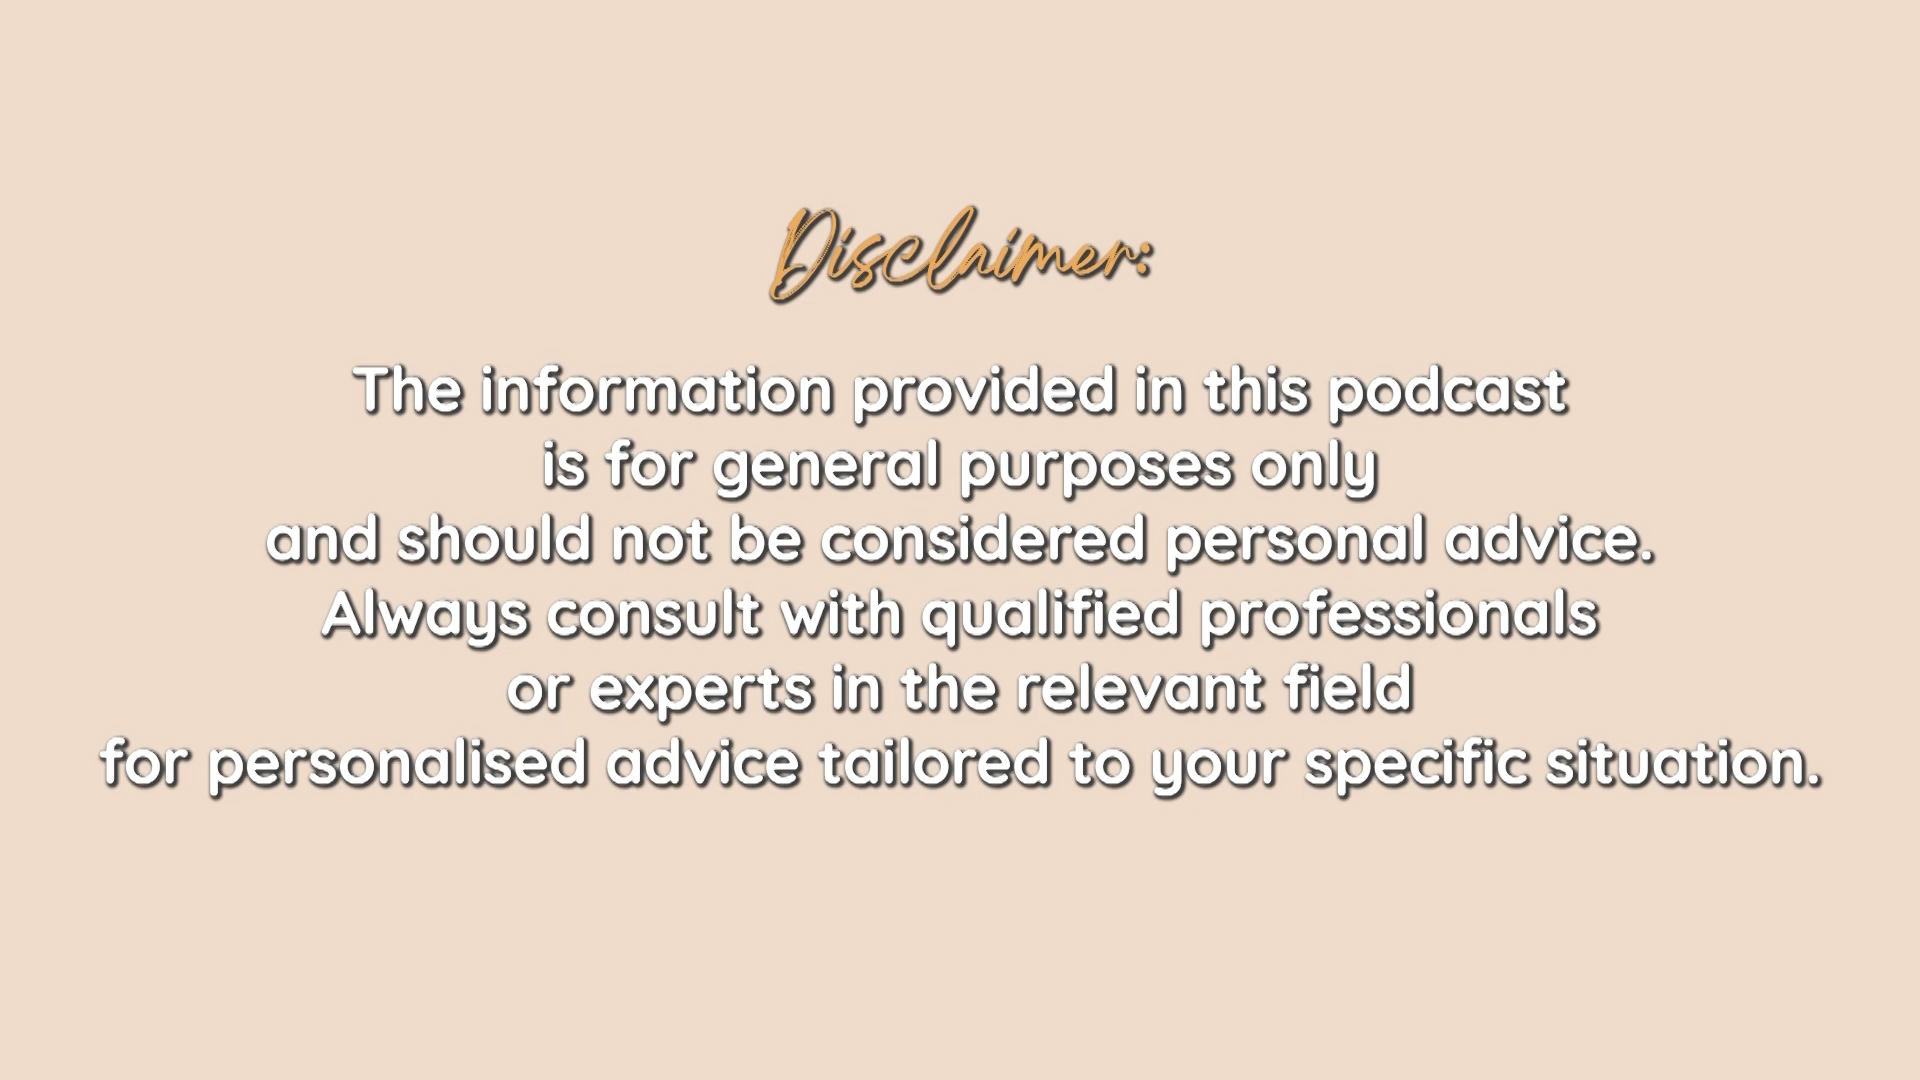 Disclaimer:
The information provided in this podcast
is for general purposes only
and should not be considered personal advice.
Always consult with qualified professionals
or experts in the relevant field
for personalised advice tailored to your specific situation.